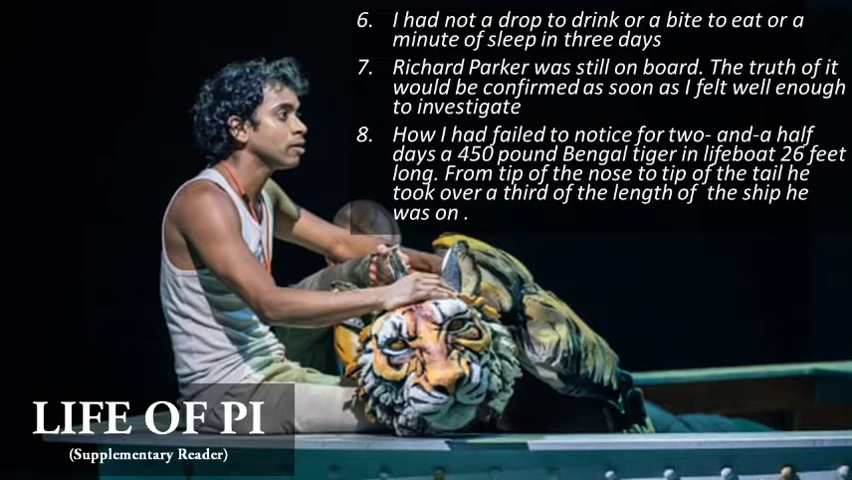 6. I had not a drop to drink or a bite to eat or a
minute of sleep in three days
7. Richard Parker was still on board. The truth of it
would be confirmed as soon as I felt well enough
to investigate
8. How I had failed to notice for two- and-a half
days a 450 pound Bengal tiger in lifeboat 26 feet
long. From tip of the nose to tip of the tail he
took over a third of the length of the ship he
was on .
LIFE OF PI
(Supplementary Reader)